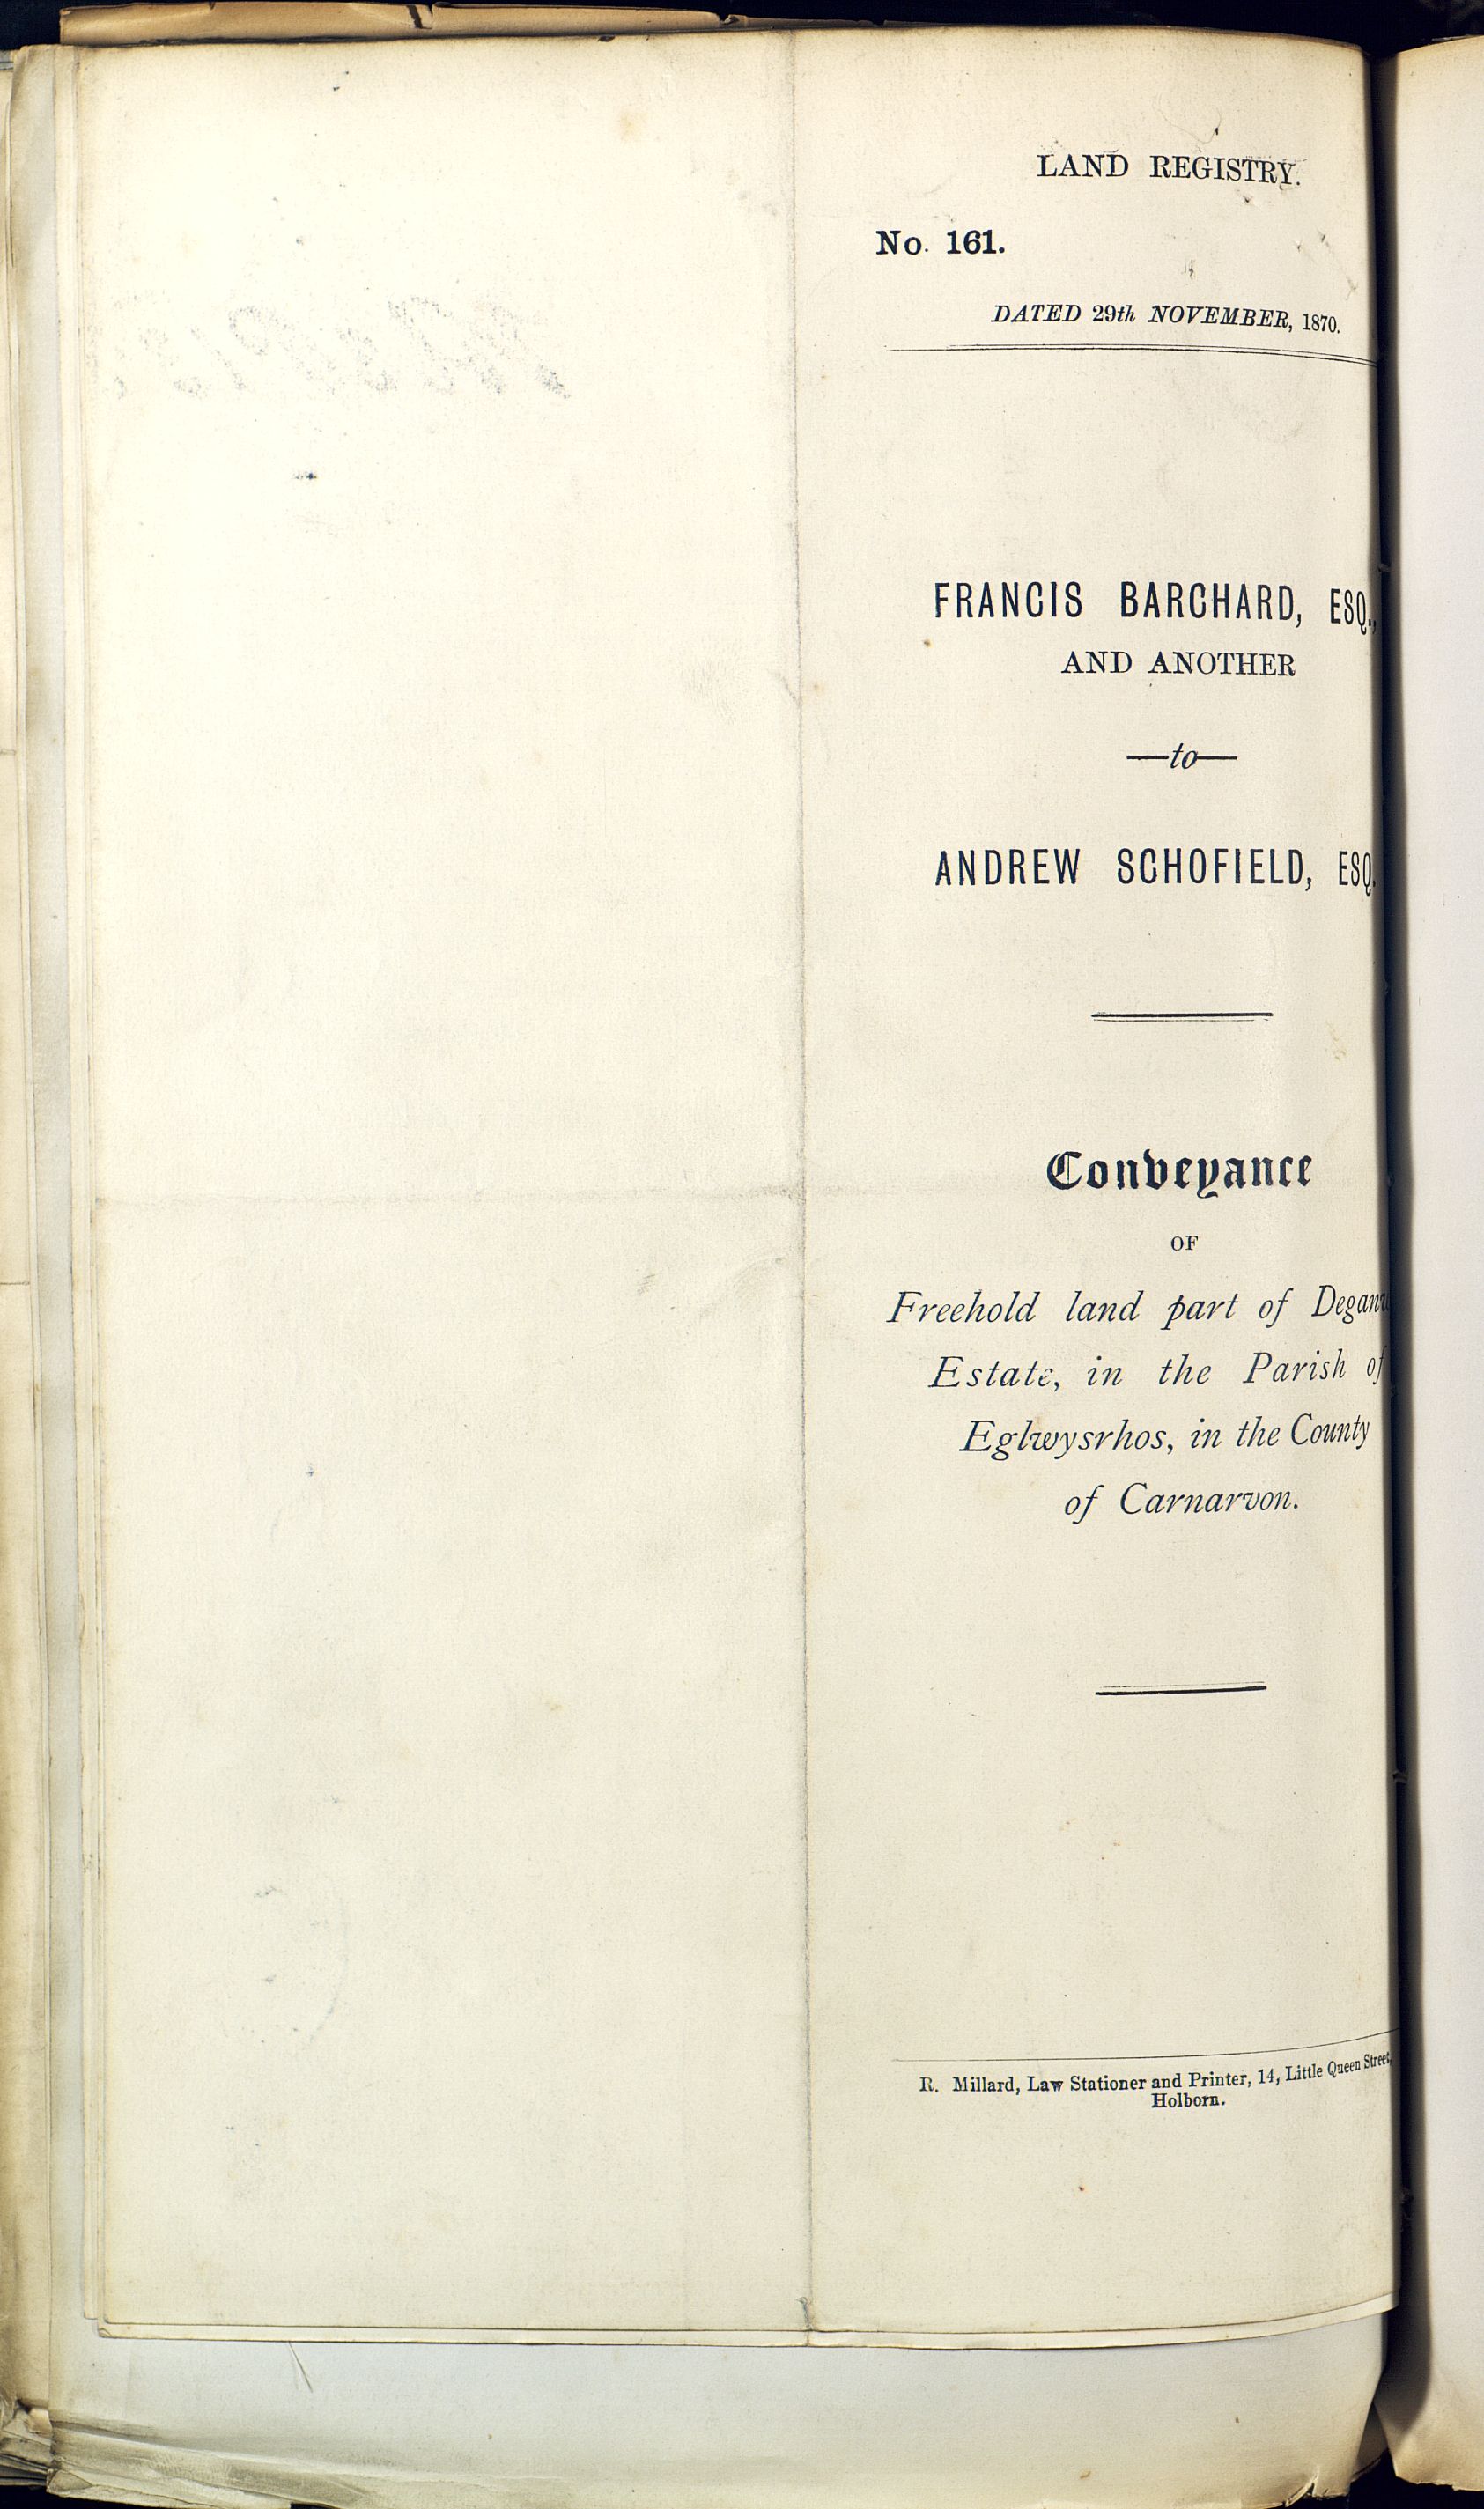 LAND REGISTRY.
No. 161.
DATED 29th NOVEMBER, 1870.
FRANCIS BARCHARD, ESQ.,
AND ANOTHER
—to—
ANDREW SCHOFIELD, ESQ.
Conveyance
OF
Freehold land part of
Estate, in the Parish of
Eglwysrhos, in the County
of Carnarvon.
R. Millard, Law Stationer and Printer, 14, Little Queen Street,
Holborn.